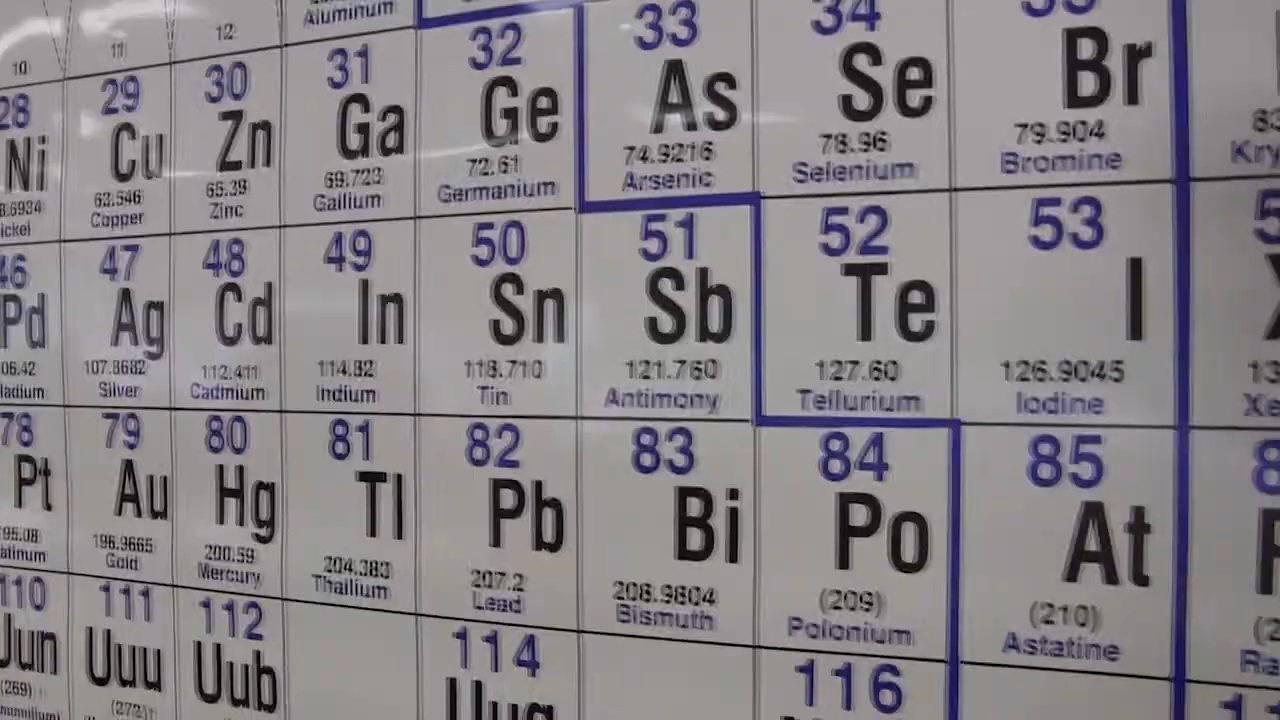 Aluminum
10 11 12
28 29 30 31 32 33 34
Ni Cu Zn Ga Ge As Se Br
63.546 65.39 69.723 72.61 74.9216 78.96 79.904
Copper Zinc Gallium Germanium Arsenic Selenium Bromine
46 47 48 49 50 51 52 53
Pd Ag Cd In Sn Sb Te I
107.8682 112.411 114.82 118.710 121.760 127.60 126.9045
Silver Cadmium Indium Tin Antimony Tellurium Iodine
78 79 80 81 82 83 84 85
Pt Au Hg Tl Pb Bi Po At
195.08 196.9665 200.59 204.383 207.2 208.9804 (209) (210)
Gold Mercury Thallium Lead Bismuth Polonium Astatine
110 111 112 114 116
Uun Uuu Uub Uuq
(269) (272)